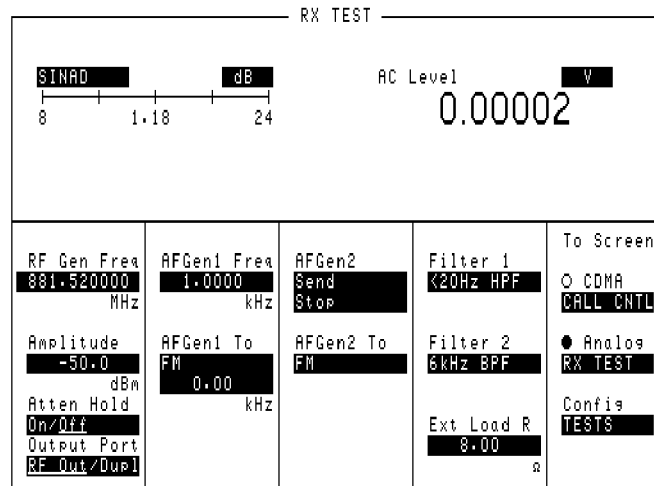 RX TEST
SINAD dB
8 1.18 24
AC Level V
0.00002
RF Gen Freq
881.520000
MHz
Amplitude
-50.0
dBm
Atten Hold
On/Off
Output Port
RF Out/Dupl
AFGen1 Freq
1.0000
kHz
AFGen1 To
FM
0.00
kHz
AFGen2
Send
Stop
AFGen2 To
FM
Filter 1
<20Hz HPF
Filter 2
6kHz BPF
Ext Load R
8.00
Ω
To Screen
CDMA
CALL CNTL
Analog
RX TEST
Config
TESTS